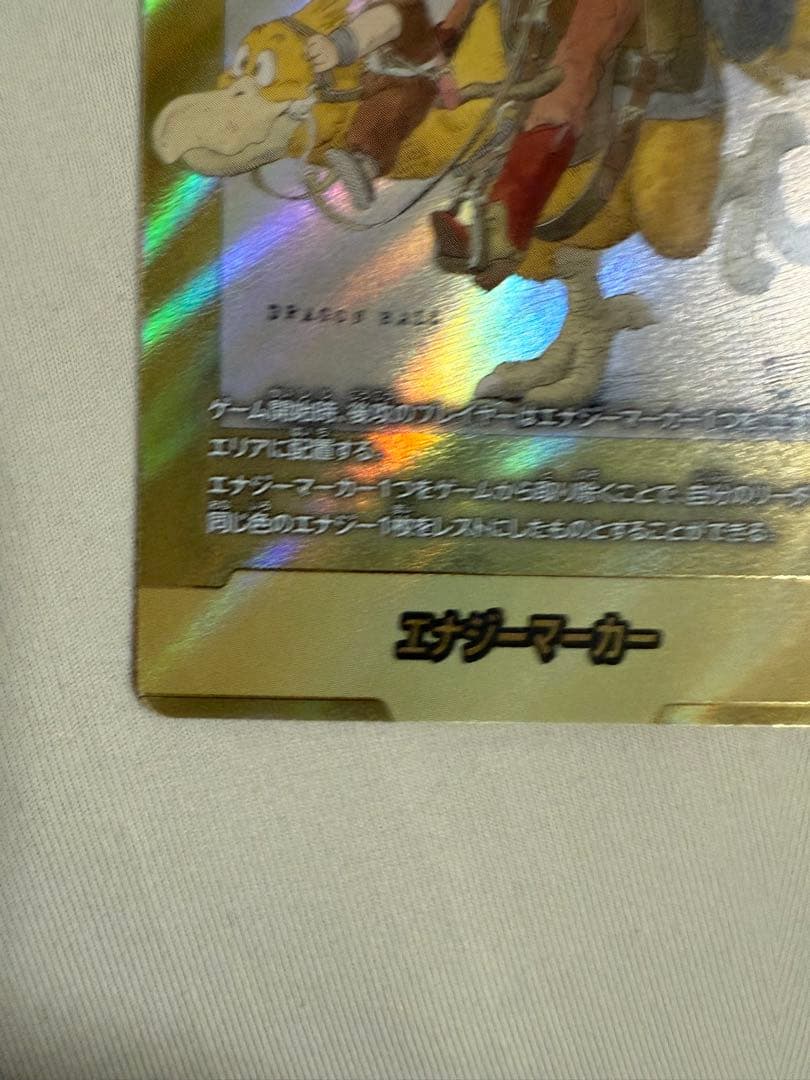 DRAGON BALL
ゲーム開始時、後攻のプレイヤーはエナジーマーカー1つを
エリアに配置する。
エナジーマーカー1つをゲームから取り除くことで、自分のリーダ
同じ色のエナジー1枚をレストにしたものとすることができる。
エナジーマーカー